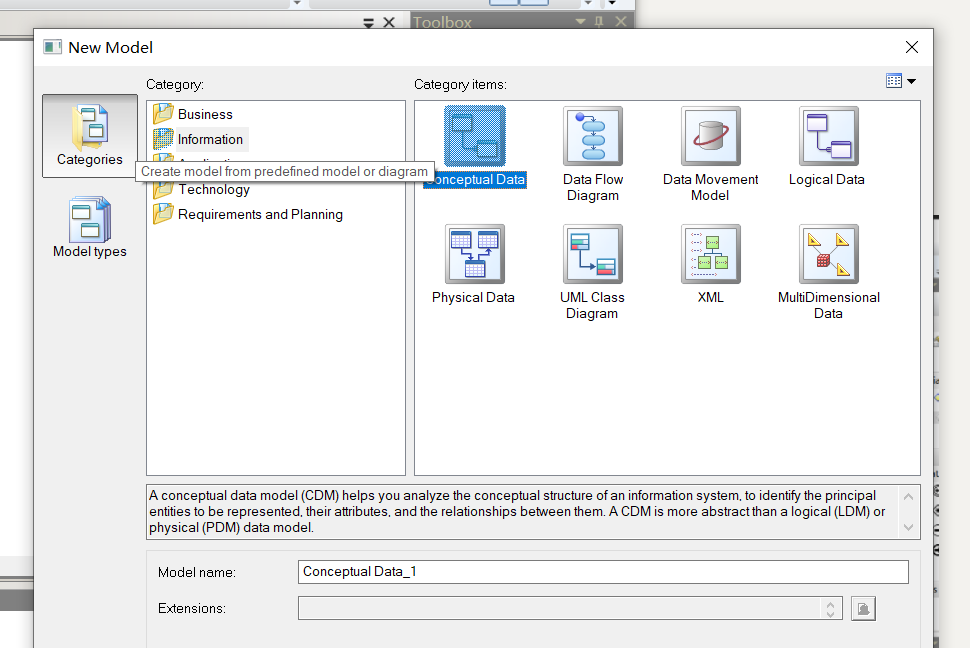 Toolbox
New Model
Category:
Category items:
Categories
Model types
Business
Information
Create model from predefined model or diagram
Technology
Requirements and Planning
Conceptual Data
Data Flow
Diagram
Data Movement
Model
Logical Data
Physical Data
UML Class
Diagram
XML
MultiDimensional
Data
A conceptual data model (CDM) helps you analyze the conceptual structure of an information system, to identify the principal
entities to be represented, their attributes, and the relationships between them. A CDM is more abstract than a logical (LDM) or
physical (PDM) data model.
Model name:
Conceptual Data_1
Extensions: